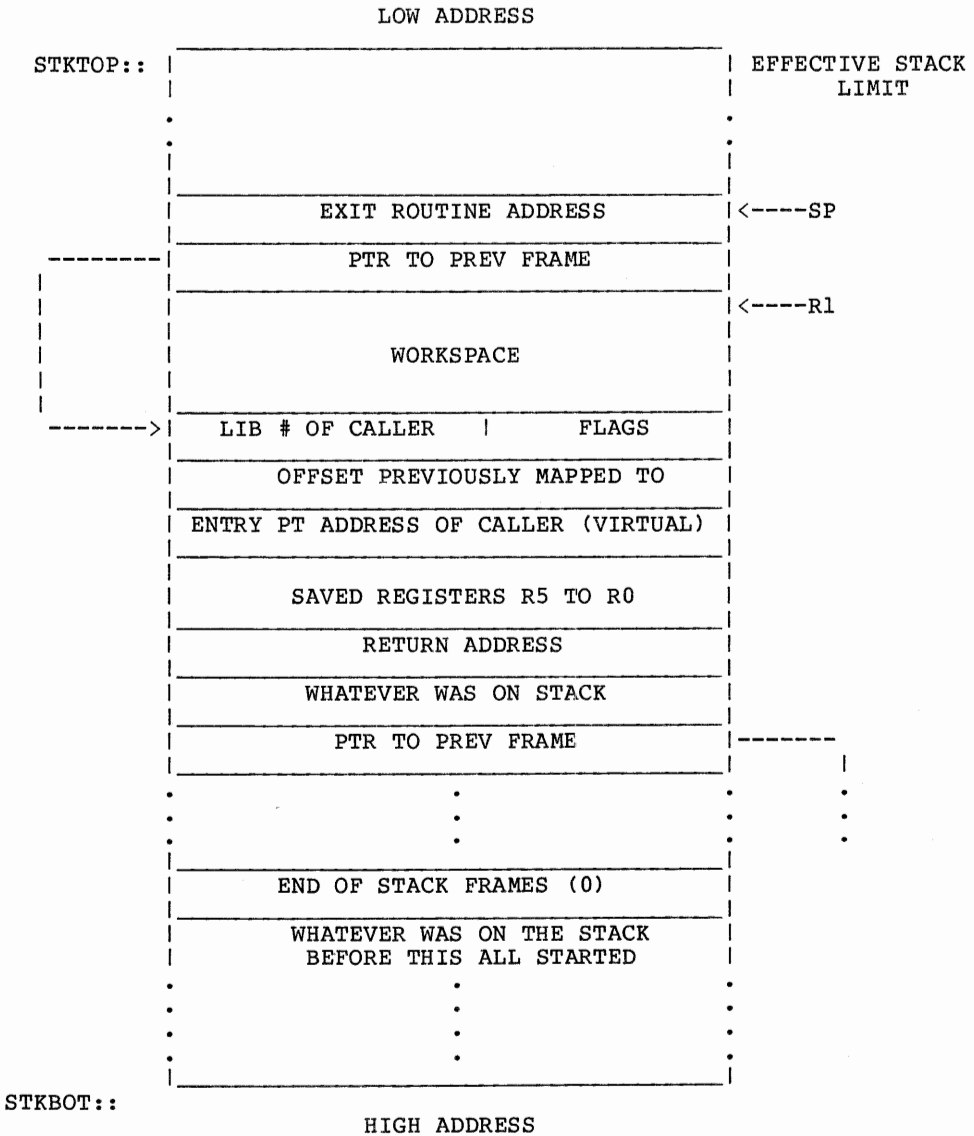 LOW ADDRESS
STKTOP:: EFFECTIVE STACK
LIMIT
EXIT ROUTINE ADDRESS <----SP
PTR TO PREV FRAME
<----R1
WORKSPACE
LIB # OF CALLER | FLAGS
OFFSET PREVIOUSLY MAPPED TO
ENTRY PT ADDRESS OF CALLER (VIRTUAL)
SAVED REGISTERS R5 TO R0
RETURN ADDRESS
WHATEVER WAS ON STACK
PTR TO PREV FRAME
END OF STACK FRAMES (0)
WHATEVER WAS ON THE STACK
BEFORE THIS ALL STARTED
STKBOT::
HIGH ADDRESS